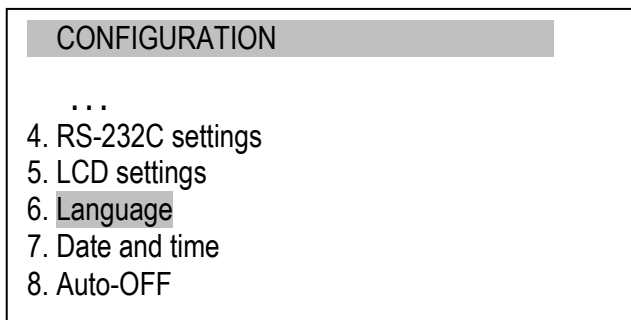 CONFIGURATION
...
4. RS-232C settings
5. LCD settings
6. Language
7. Date and time
8. Auto-OFF